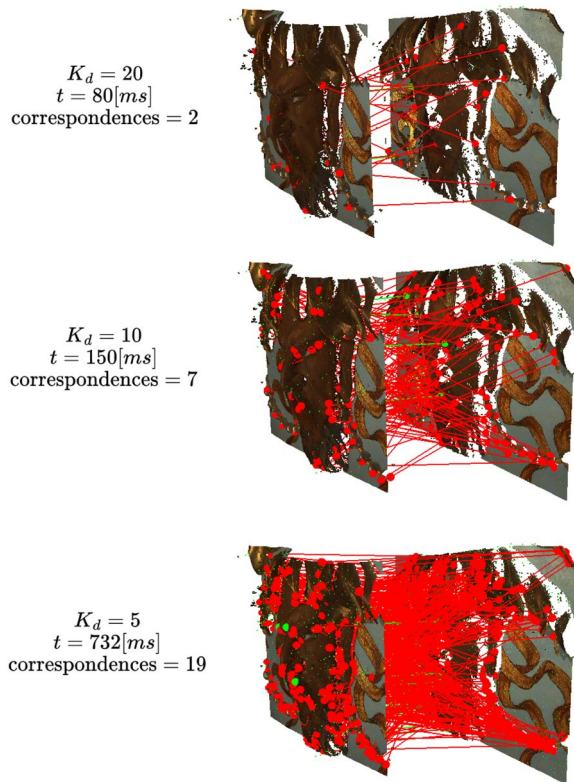 K_d = 20
t = 80[ms]
correspondences = 2
K_d = 10
t = 150[ms]
correspondences = 7
K_d = 5
t = 732[ms]
correspondences = 19